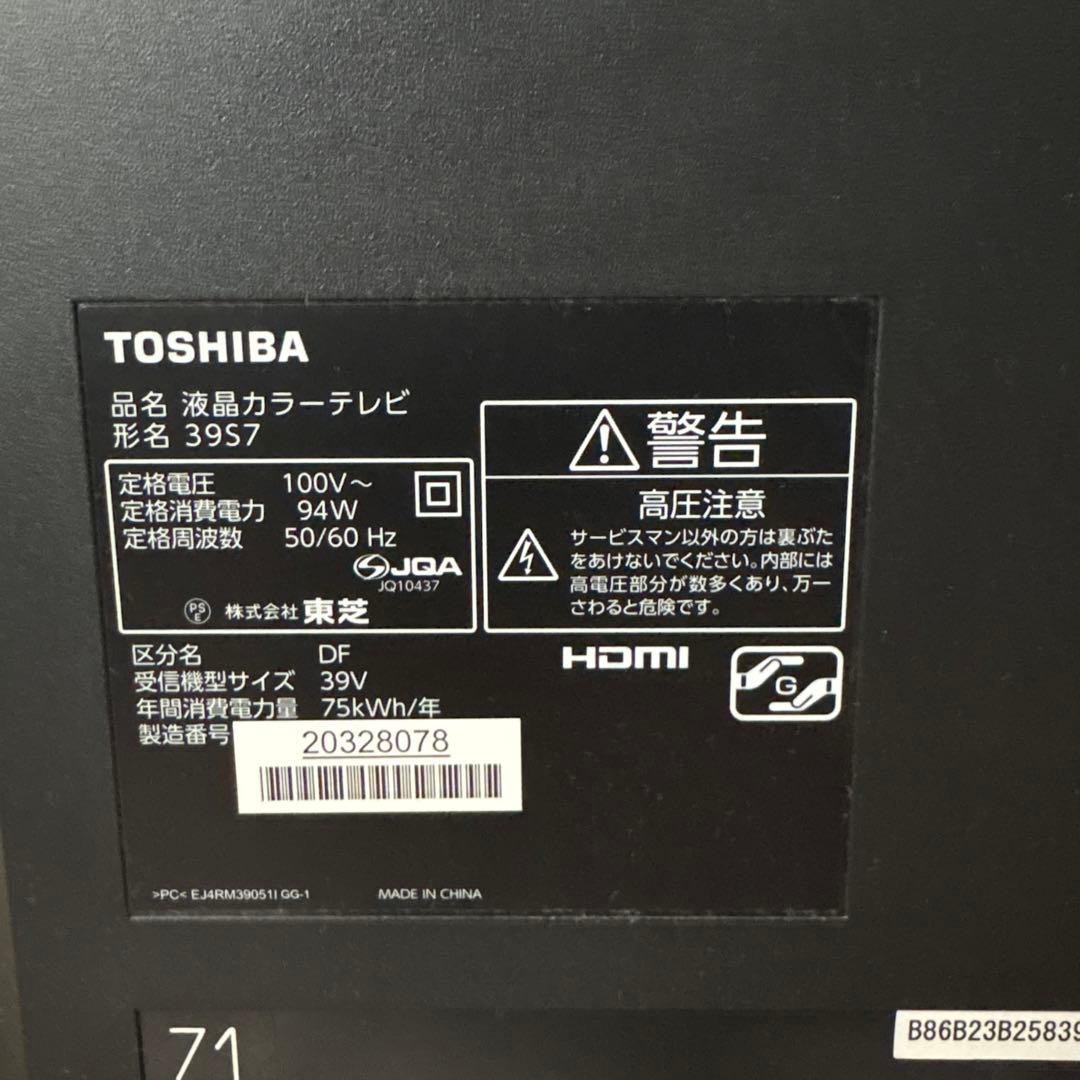 TOSHIBA
品名 液晶カラーテレビ
形名 39S7
定格電圧 100V～
定格消費電力 94W
定格周波数 50/60 Hz
JQA
JQ10437
PSE 株式会社 東芝
警告
高圧注意
サービスマン以外の方は裏ぶた
をあけないでください。内部には
高電圧部分が数多くあり、万一
さわると危険です。
区分名 DF
受信機型サイズ 39V
年間消費電力量 75kWh/年
製造番号
20328078
HDMI
G
>PC< EJ4RM39051I GG-1 MADE IN CHINA
71
B86B23B25839